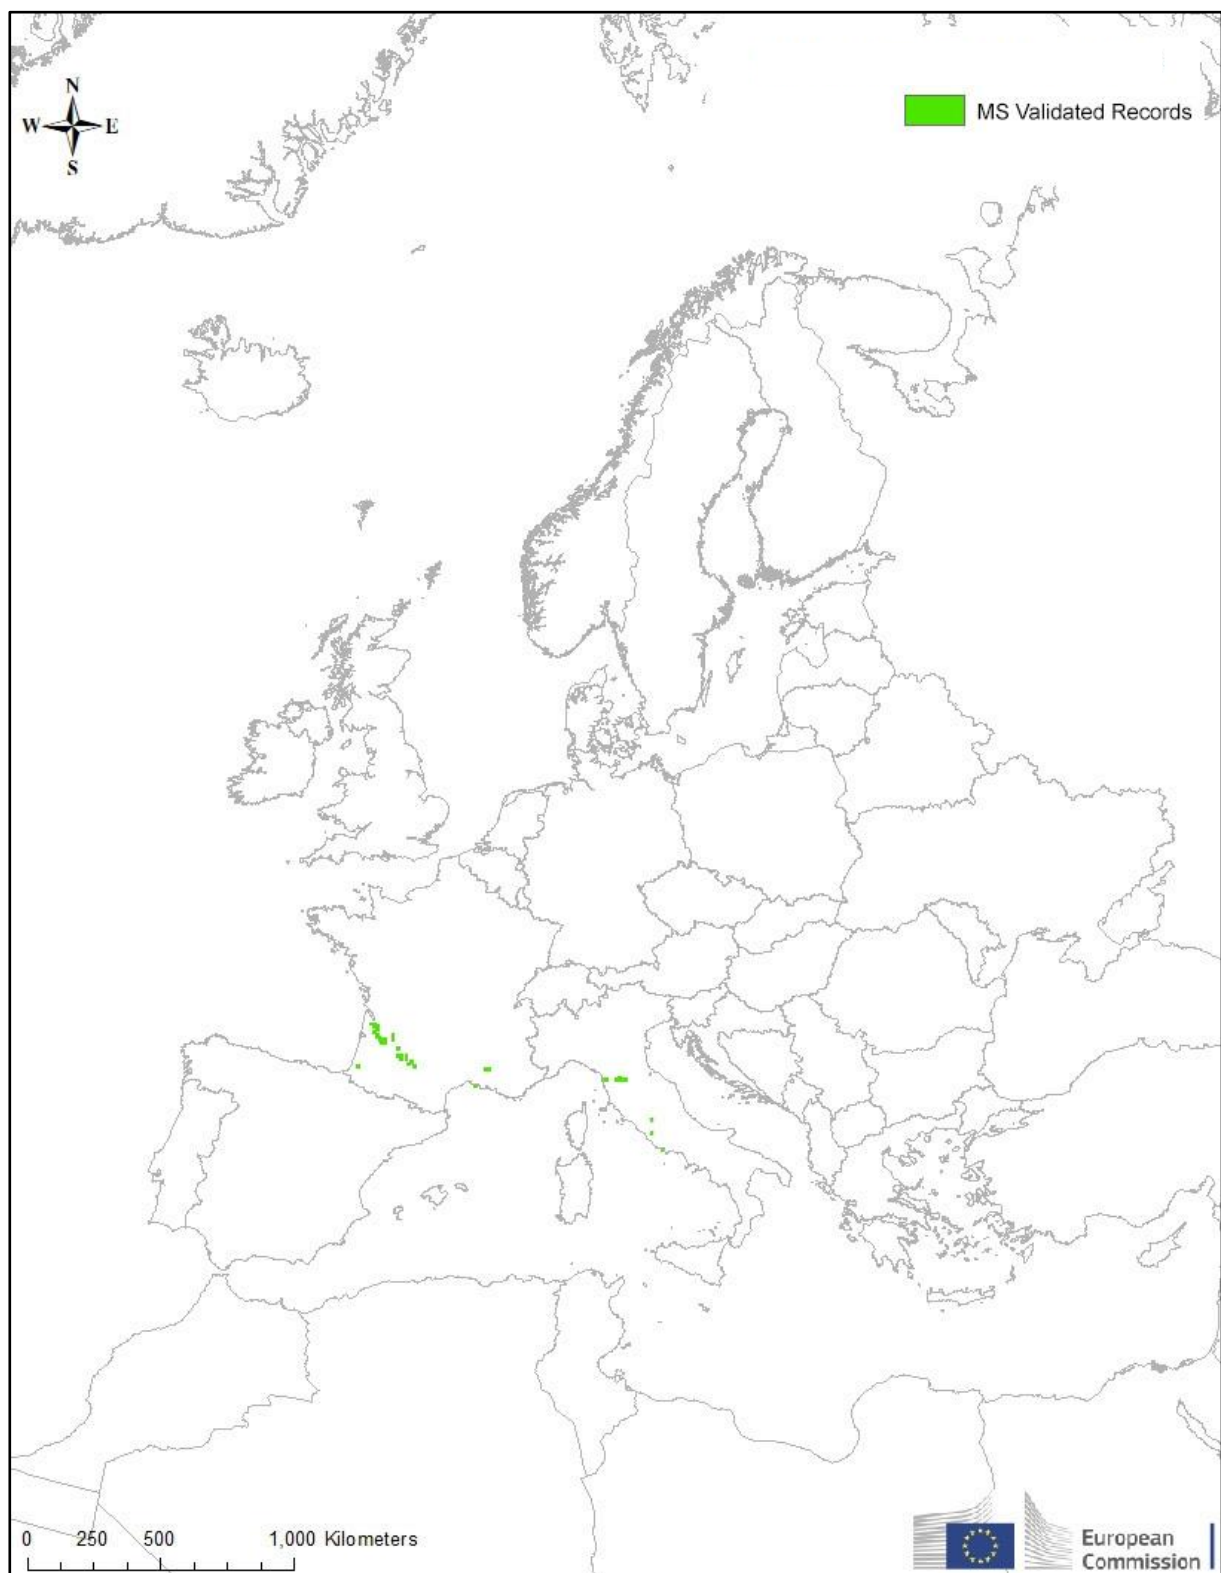 N
W E
S
MS Validated Records
0 250 500 1,000 Kilometers
European
Commission